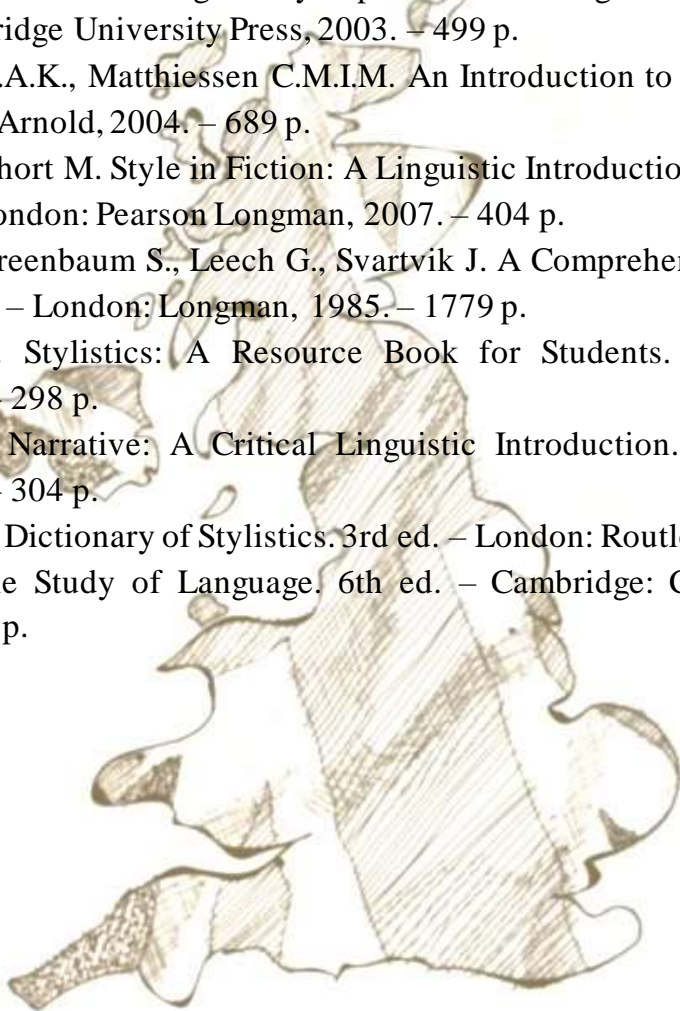 ridge University Press, 2003. – 499 p.
.A.K., Matthiessen C.M.I.M. An Introduction to
Arnold, 2004. – 689 p.
hort M. Style in Fiction: A Linguistic Introductio
ondon: Pearson Longman, 2007. – 404 p.
reenbaum S., Leech G., Svartvik J. A Comprehe
– London: Longman, 1985. – 1779 p.
. Stylistics: A Resource Book for Students.
– 298 p.
Narrative: A Critical Linguistic Introduction.
– 304 p.
Dictionary of Stylistics. 3rd ed. – London: Routl
e Study of Language. 6th ed. – Cambridge: C
p.